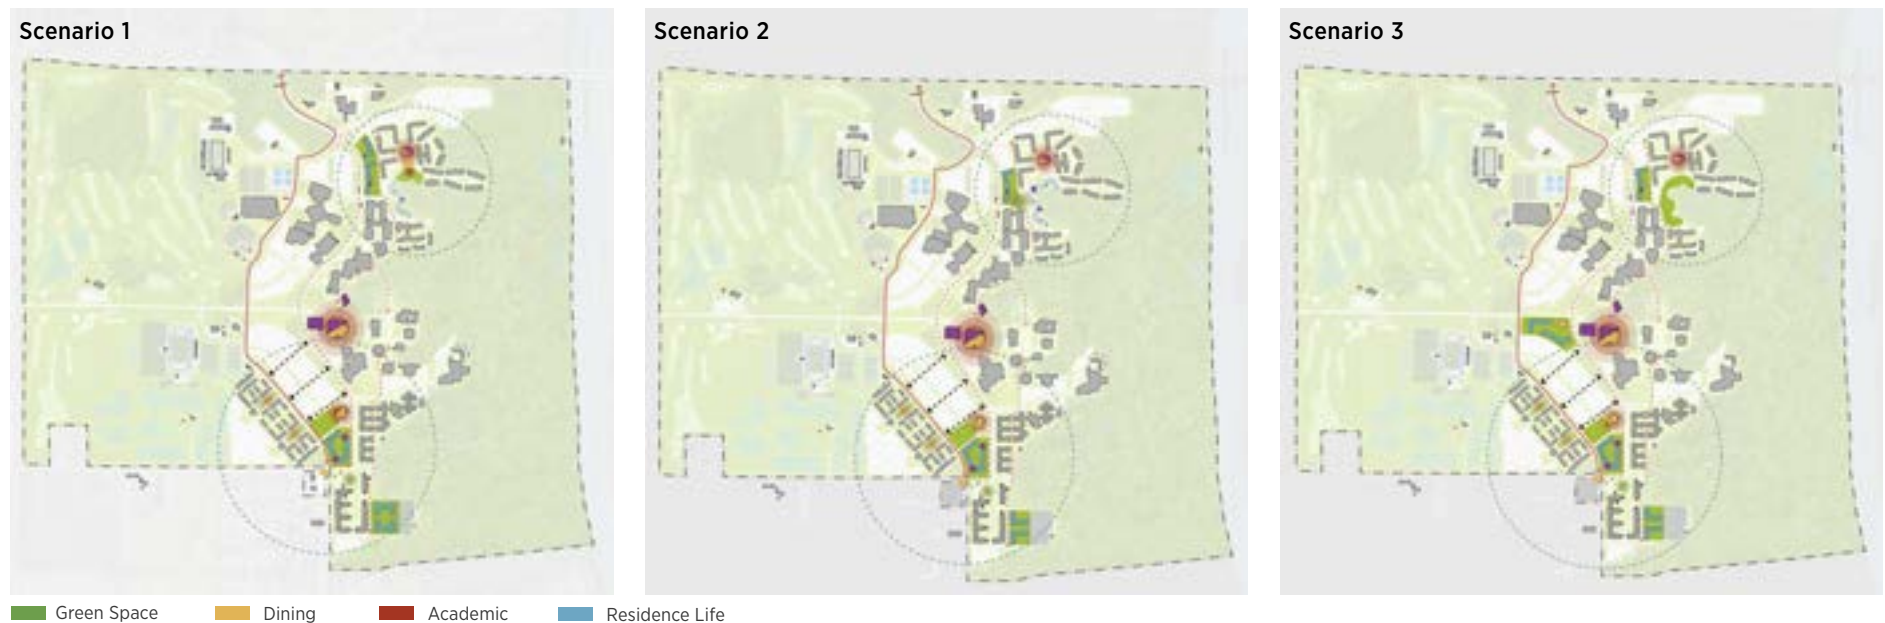 Scenario 1
Scenario 2
Scenario 3
Green Space
Dining
Academic
Residence Life